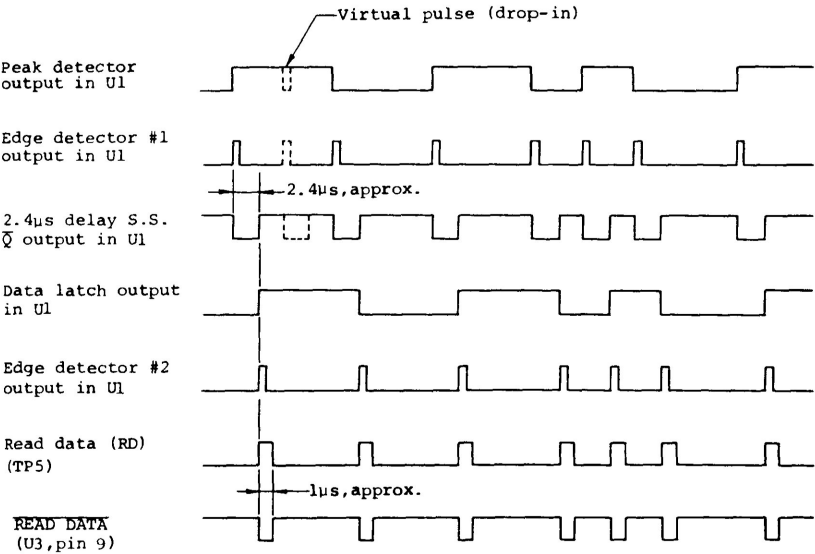 Virtual pulse (drop-in)
Peak detector
output in U1
Edge detector #1
output in U1
2.4μs,approx.
2.4μs delay S.S.
Q̅ output in U1
Data latch output
in U1
Edge detector #2
output in U1
Read data (RD)
(TP5)
1μs,approx.
READ DATA
(U3,pin 9)